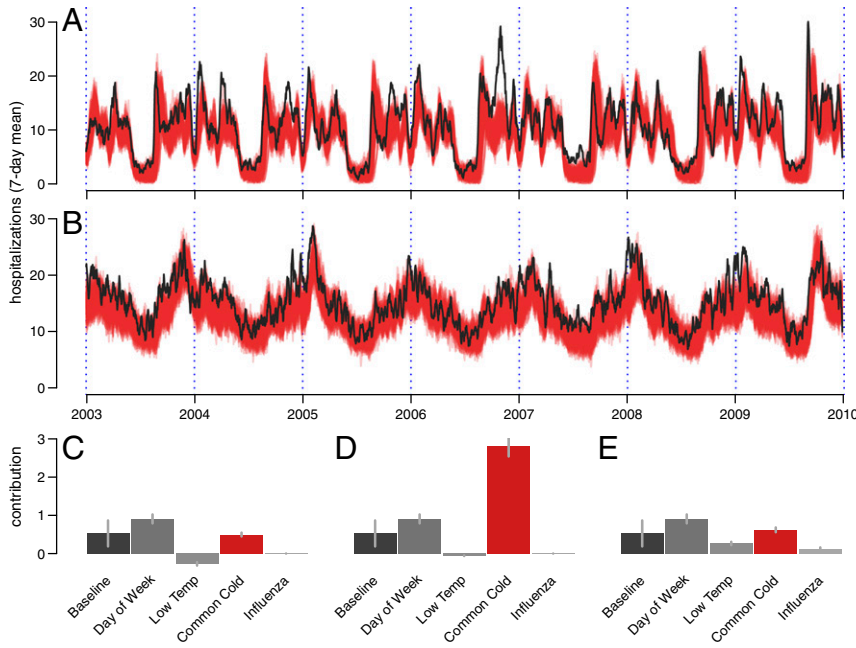 A
30
20
10
0
hospitalizations (7-day mean)
B
30
20
10
0
2003 2004 2005 2006 2007 2008 2009 2010
C D E
contribution
3
2
1
0
Baseline Day of Week Low Temp Common Cold Influenza
Baseline Day of Week Low Temp Common Cold Influenza
Baseline Day of Week Low Temp Common Cold Influenza